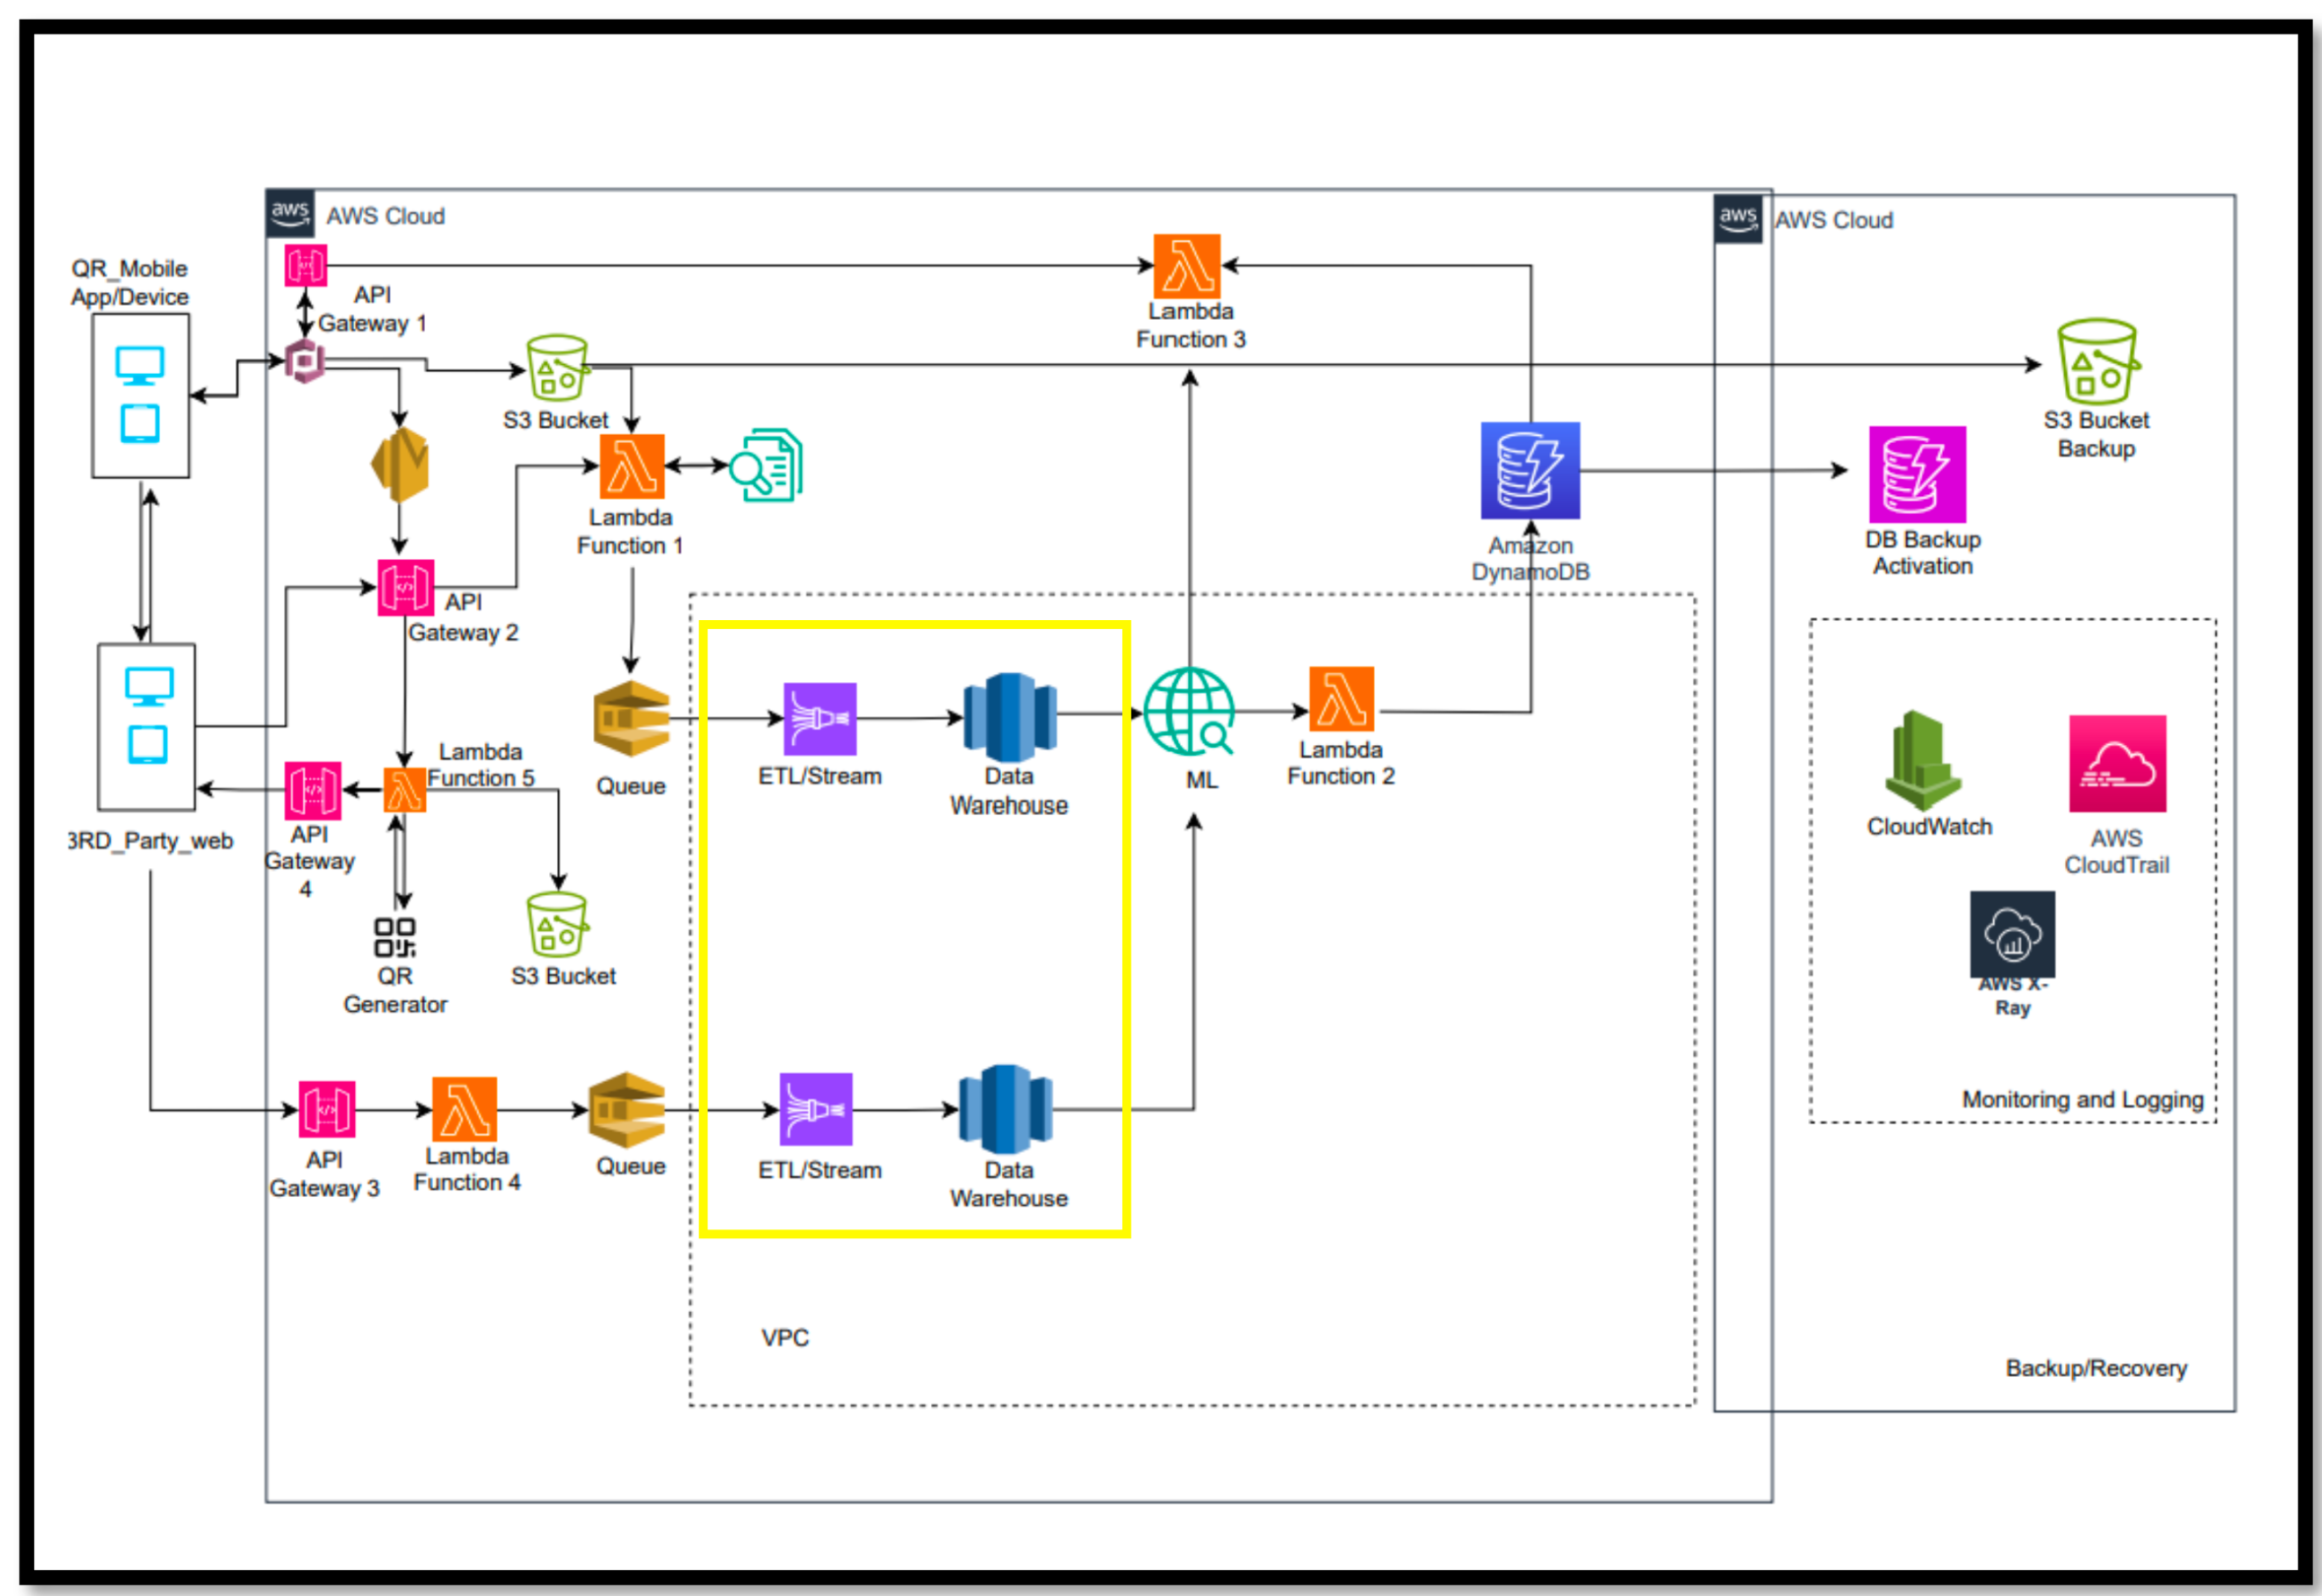 aws
AWS Cloud
aws
AWS Cloud
QR_Mobile
App/Device
API
Gateway 1
Lambda
Function 3
S3 Bucket
S3 Bucket
Backup
Lambda
Function 1
Amazon
DynamoDB
DB Backup
Activation
API
Gateway 2
Lambda
Function 5
Queue
ETL/Stream
Data
Warehouse
ML
Lambda
Function 2
CloudWatch
AWS
CloudTrail
3RD_Party_web
API
Gateway
4
QR
Generator
S3 Bucket
AWS X-
Ray
Monitoring and Logging
API
Gateway 3
Lambda
Function 4
Queue
ETL/Stream
Data
Warehouse
VPC
Backup/Recovery